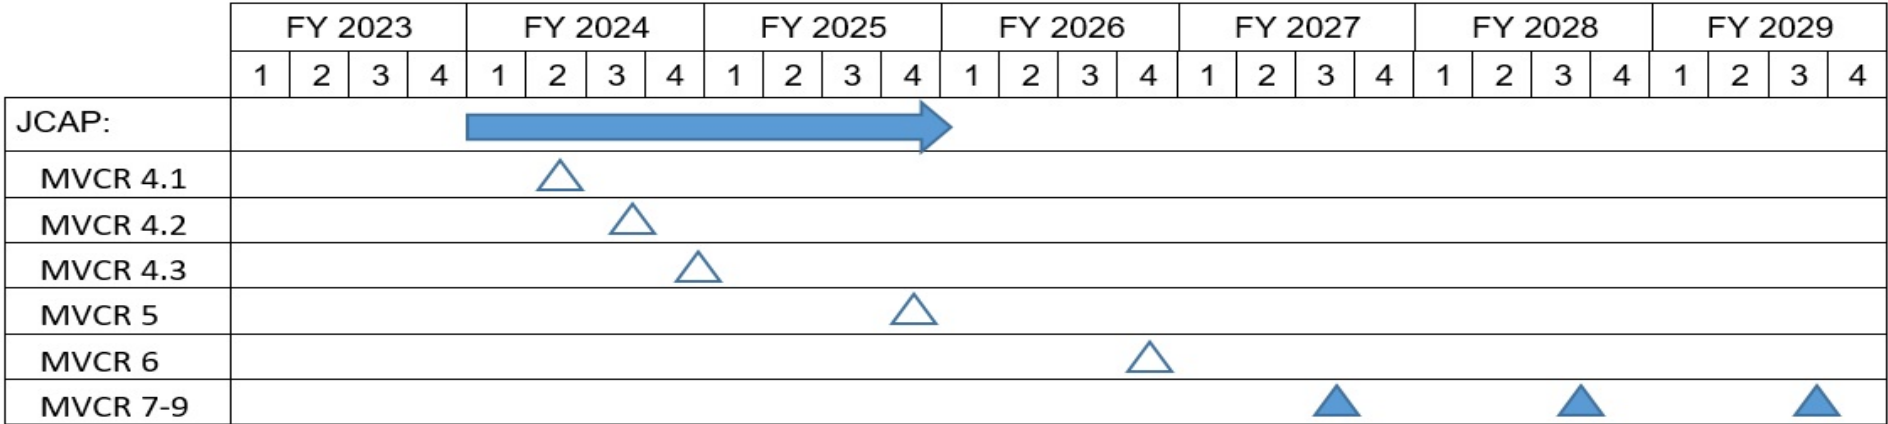 FY 2023 FY 2024 FY 2025 FY 2026 FY 2027 FY 2028 FY 2029
1 2 3 4 1 2 3 4 1 2 3 4 1 2 3 4 1 2 3 4 1 2 3 4 1 2 3 4
JCAP:
MVCR 4.1
MVCR 4.2
MVCR 4.3
MVCR 5
MVCR 6
MVCR 7-9